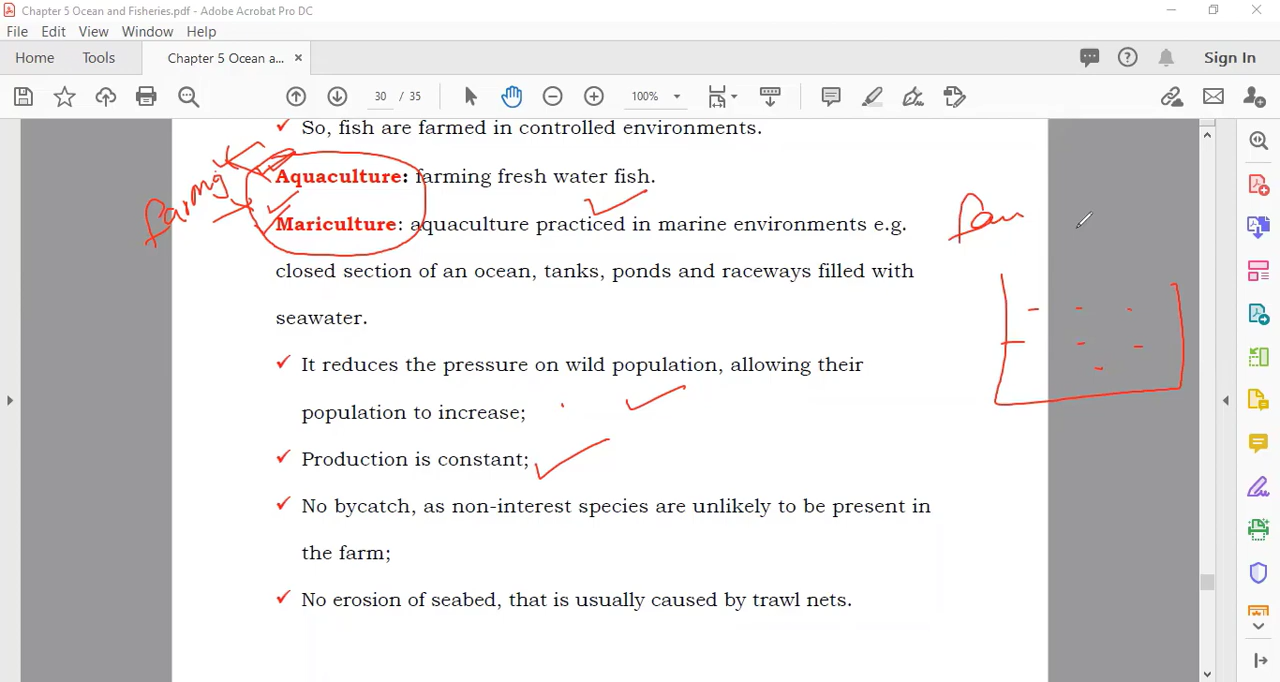 Chapter 5 Ocean and Fisheries.pdf - Adobe Acrobat Pro DC
File Edit View Window Help
Home Tools Chapter 5 Ocean a... × Sign In
30 / 35 100%
So, fish are farmed in controlled environments.
Aquaculture: farming fresh water fish.
farming
Mariculture: aquaculture practiced in marine environments e.g.
closed section of an ocean, tanks, ponds and raceways filled with
seawater.
It reduces the pressure on wild population, allowing their
population to increase;
Production is constant;
No bycatch, as non-interest species are unlikely to be present in
the farm;
No erosion of seabed, that is usually caused by trawl nets.